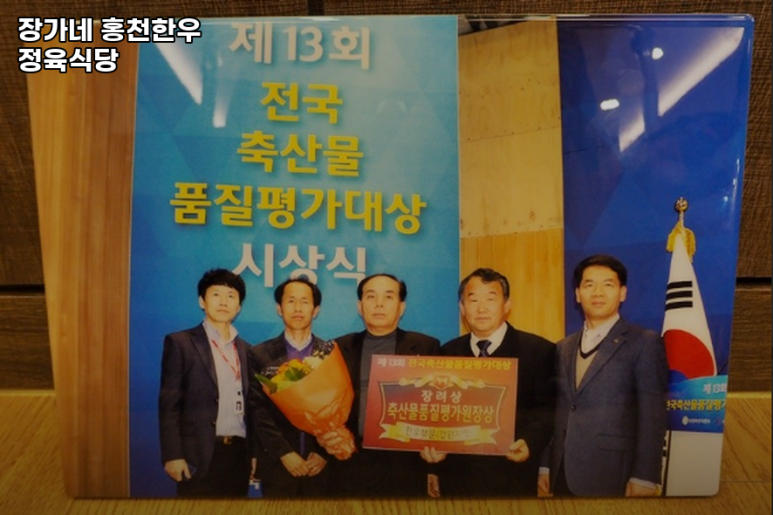 장가네 홍천한우
정육식당
제13회
전국
축산물
품질평가대상
시상식
제13회 전국축산물품질평가대상
장려상
축산물품질평가원장상
제13회
전국축산물품질평가